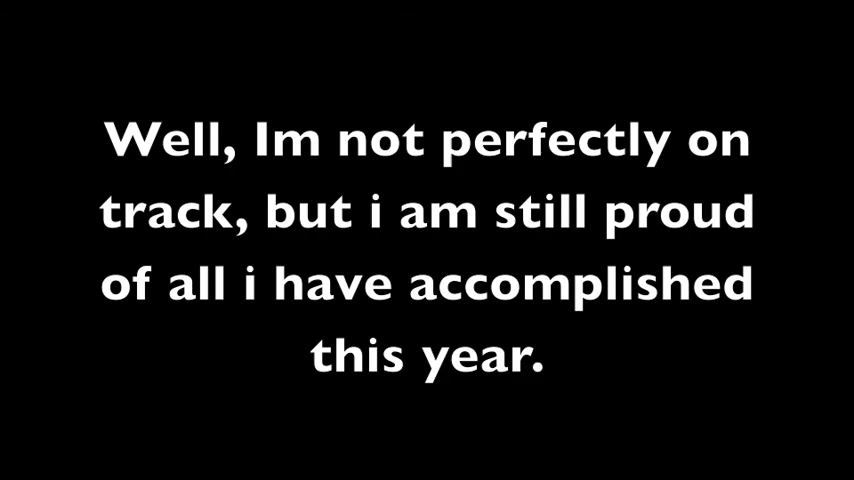 Well, Im not perfectly on
track, but i am still proud
of all i have accomplished
this year.